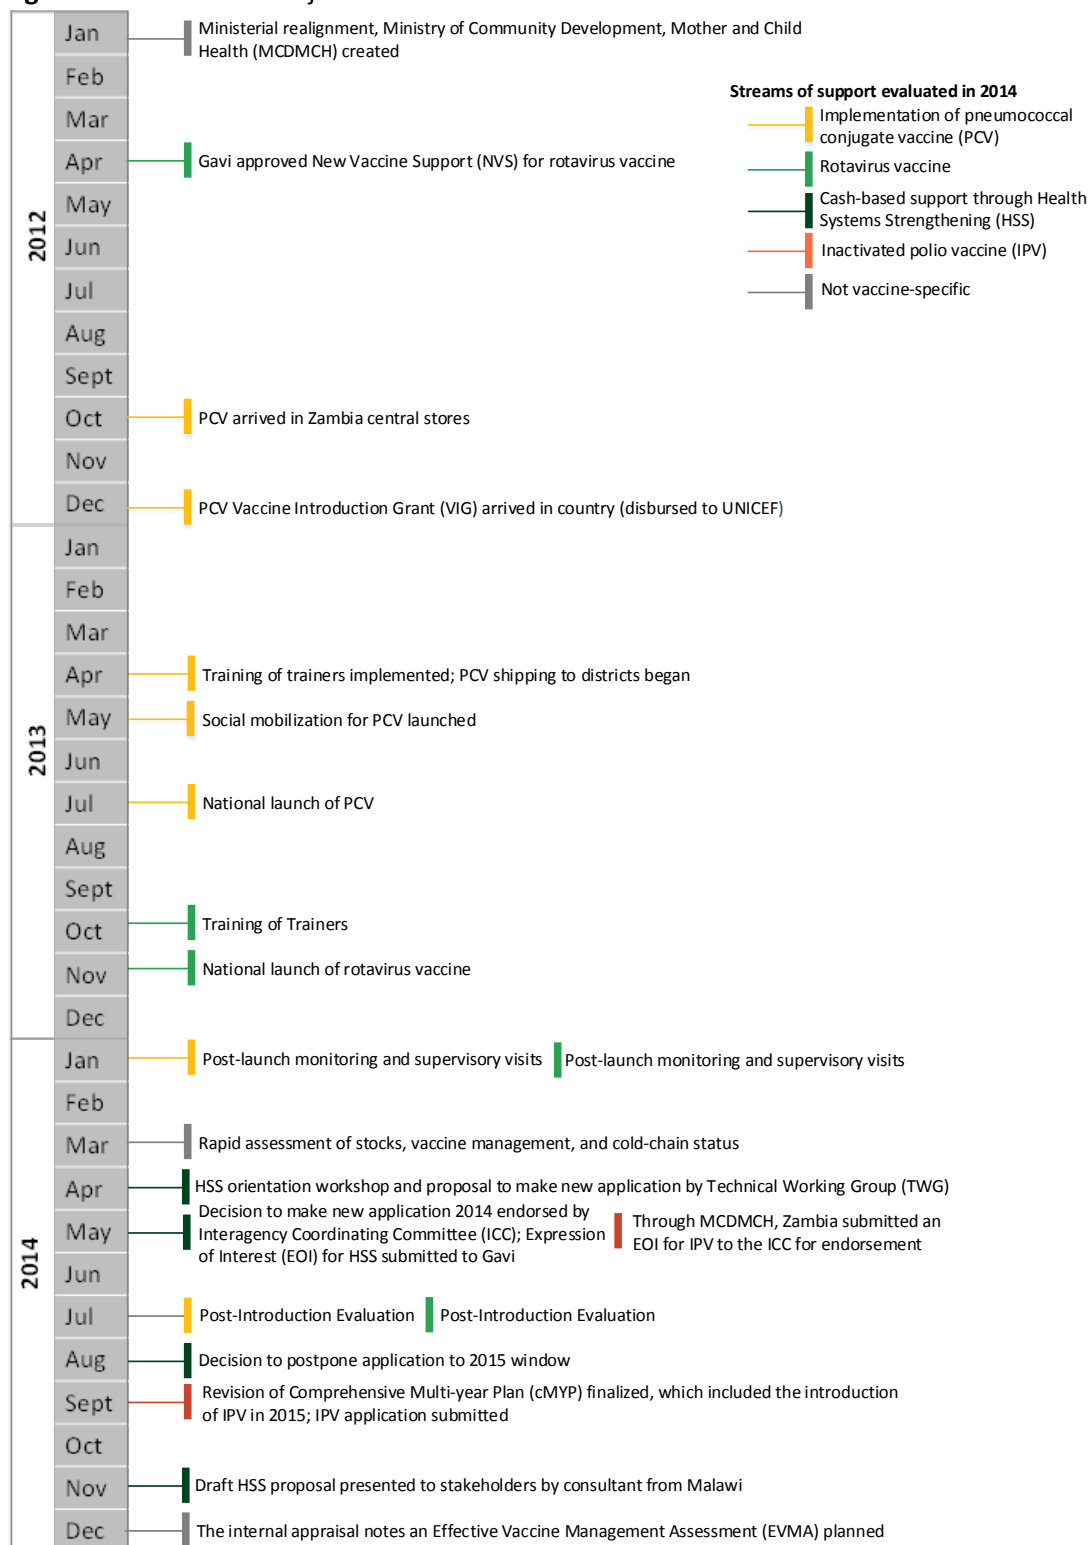 Jan
Ministerial realignment, Ministry of Community Development, Mother and Child
Health (MCDMCH) created
Feb
Streams of support evaluated in 2014
Mar
Implementation of pneumococcal
conjugate vaccine (PCV)
Apr
Gavi approved New Vaccine Support (NVS) for rotavirus vaccine
Rotavirus vaccine
May
Cash-based support through Health
Systems Strengthening (HSS)
2012
Jun
Inactivated polio vaccine (IPV)
Jul
Not vaccine-specific
Aug
Sept
Oct
PCV arrived in Zambia central stores
Nov
Dec
PCV Vaccine Introduction Grant (VIG) arrived in country (disbursed to UNICEF)
Jan
Feb
Mar
Apr
Training of trainers implemented; PCV shipping to districts began
May
Social mobilization for PCV launched
2013
Jun
Jul
National launch of PCV
Aug
Sept
Oct
Training of Trainers
Nov
National launch of rotavirus vaccine
Dec
Jan
Post-launch monitoring and supervisory visits
Post-launch monitoring and supervisory visits
Feb
Mar
Rapid assessment of stocks, vaccine management, and cold-chain status
Apr
HSS orientation workshop and proposal to make new application by Technical Working Group (TWG)
May
Decision to make new application 2014 endorsed by
Interagency Coordinating Committee (ICC); Expression
of Interest (EOI) for HSS submitted to Gavi
Through MCDMCH, Zambia submitted an
EOI for IPV to the ICC for endorsement
2014
Jun
Jul
Post-Introduction Evaluation
Post-Introduction Evaluation
Aug
Decision to postpone application to 2015 window
Sept
Revision of Comprehensive Multi-year Plan (cMYP) finalized, which included the introduction
of IPV in 2015; IPV application submitted
Oct
Nov
Draft HSS proposal presented to stakeholders by consultant from Malawi
Dec
The internal appraisal notes an Effective Vaccine Management Assessment (EVMA) planned